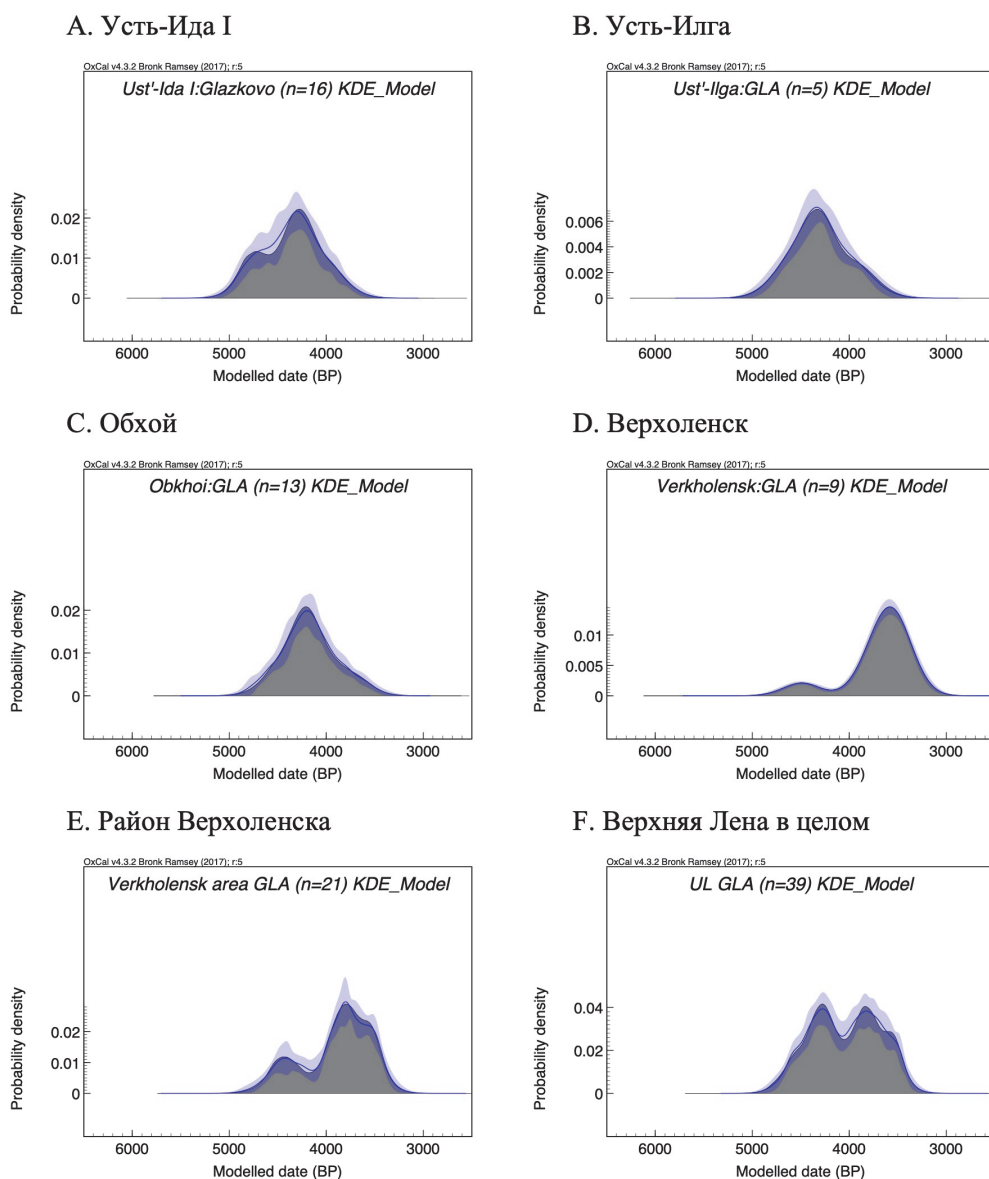 A. Усть-Ида I
OxCal v4.3.2 Bronk Ramsey (2017); r:5
Ust'-Ida I:Glazkovo (n=16) KDE_Model
Probability density
0.02
0.01
0
6000 5000 4000 3000
Modelled date (BP)
B. Усть-Илга
OxCal v4.3.2 Bronk Ramsey (2017); r:5
Ust'-Ilga:GLA (n=5) KDE_Model
Probability density
0.006
0.004
0.002
0
6000 5000 4000 3000
Modelled date (BP)
C. Обхой
OxCal v4.3.2 Bronk Ramsey (2017); r:5
Obkhoi:GLA (n=13) KDE_Model
Probability density
0.02
0.01
0
6000 5000 4000 3000
Modelled date (BP)
D. Верхоленск
OxCal v4.3.2 Bronk Ramsey (2017); r:5
Verkholensk:GLA (n=9) KDE_Model
Probability density
0.01
0.005
0
6000 5000 4000 3000
Modelled date (BP)
E. Район Верхоленска
OxCal v4.3.2 Bronk Ramsey (2017); r:5
Verkholensk area GLA (n=21) KDE_Model
Probability density
0.02
0.01
0
6000 5000 4000 3000
Modelled date (BP)
F. Верхняя Лена в целом
OxCal v4.3.2 Bronk Ramsey (2017); r:5
UL GLA (n=39) KDE_Model
Probability density
0.04
0.02
0
6000 5000 4000 3000
Modelled date (BP)